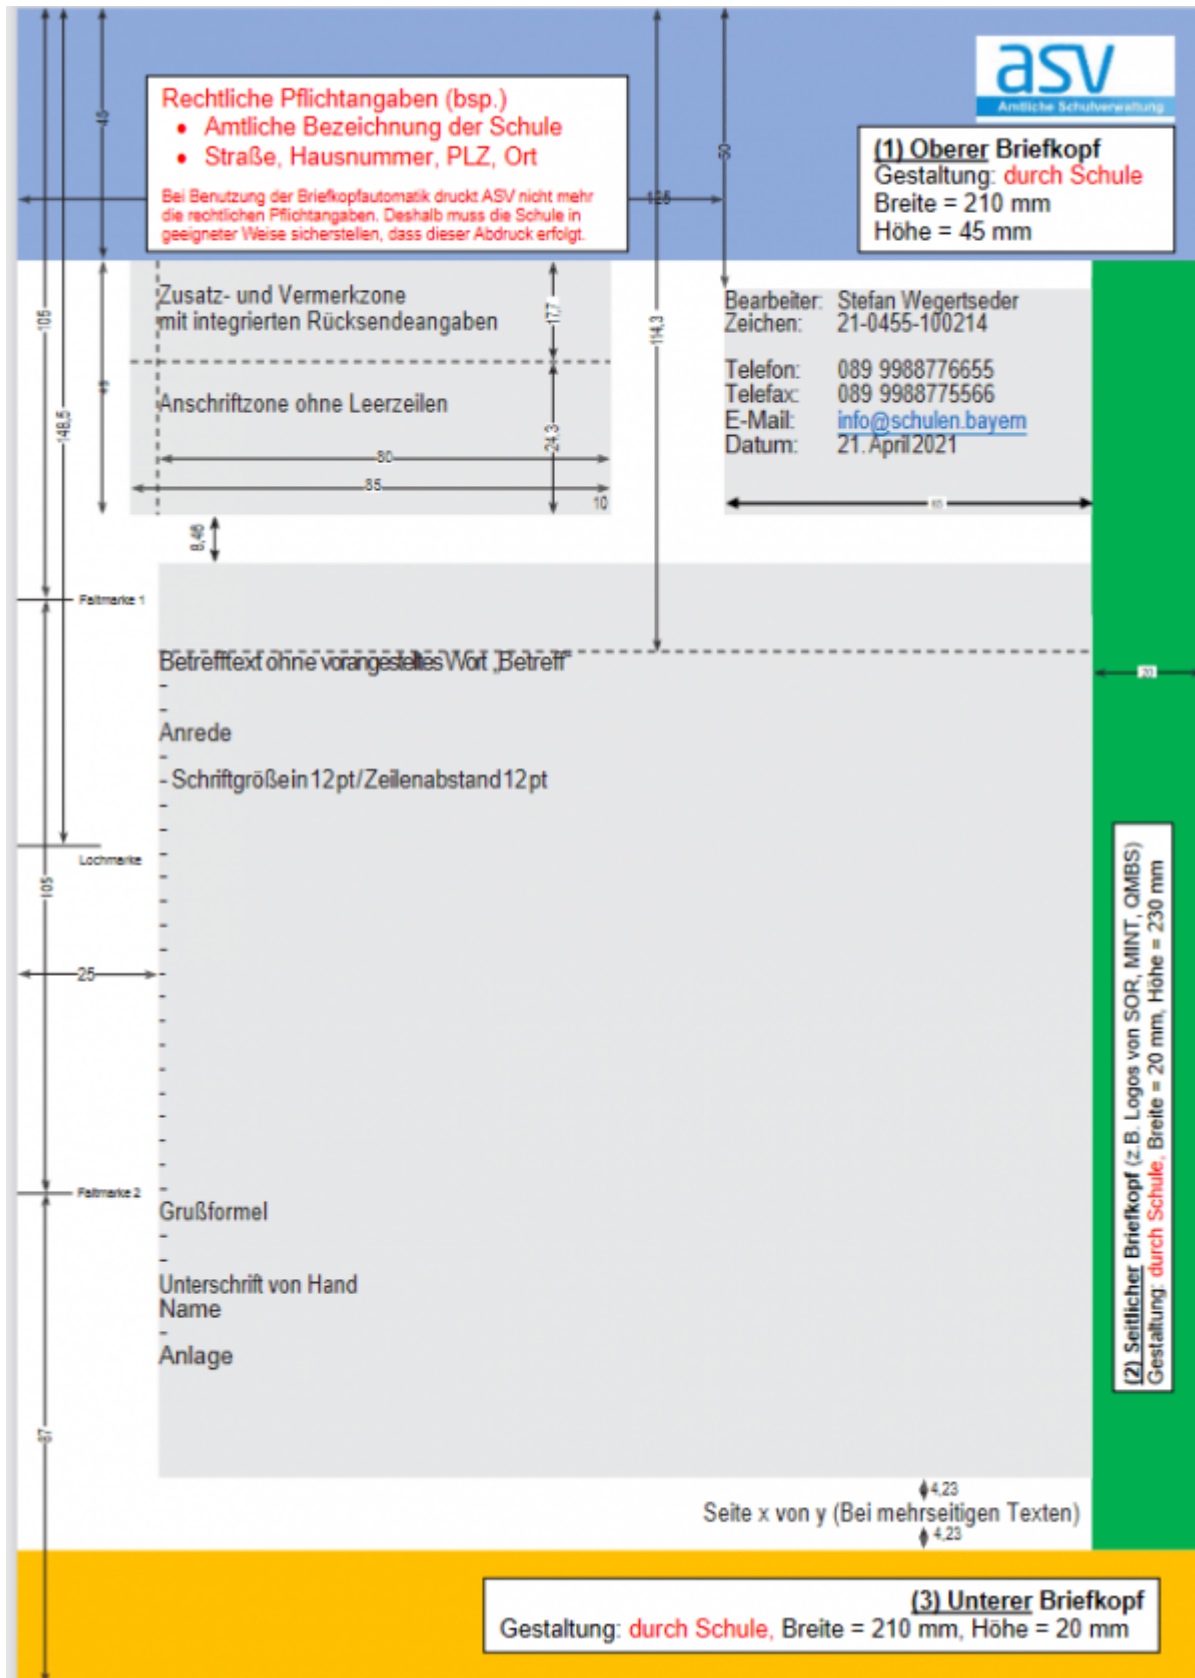 asv
Amtliche Schulverwaltung
Rechtliche Pflichtangaben (bsp.)
• Amtliche Bezeichnung der Schule
• Straße, Hausnummer, PLZ, Ort
Bei Benutzung der Briefkopfautomatik druckt ASV nicht mehr
die rechtlichen Pflichtangaben. Deshalb muss die Schule in
geeigneter Weise sicherstellen, dass dieser Abdruck erfolgt.
(1) Oberer Briefkopf
Gestaltung: durch Schule
Breite = 210 mm
Höhe = 45 mm
45
50
125
Zusatz- und Vermerkzone
mit integrierten Rücksendeangaben
17,7
Anschriftzone ohne Leerzeilen
24,3
80
85
10
105
148,5
114,3
8,46
Bearbeiter: Stefan Wegertseder
Zeichen: 21-0455-100214
Telefon: 089 9988776655
Telefax: 089 9988775566
E-Mail: info@schulen.bayern
Datum: 21. April 2021
Faltmarke 1
Betrefftext ohne vorangestelltes Wort „Betreff“
20
Anrede
- Schriftgröße in 12 pt / Zeilenabstand 12 pt
Lochmarke
105
25
Faltmarke 2
Grußformel
Unterschrift von Hand
Name
Anlage
87
(2) Seitlicher Briefkopf (z.B. Logos von SOR, MINT, QMBS)
Gestaltung: durch Schule, Breite = 20 mm, Höhe = 230 mm
4,23
Seite x von y (Bei mehrseitigen Texten)
4,23
(3) Unterer Briefkopf
Gestaltung: durch Schule, Breite = 210 mm, Höhe = 20 mm